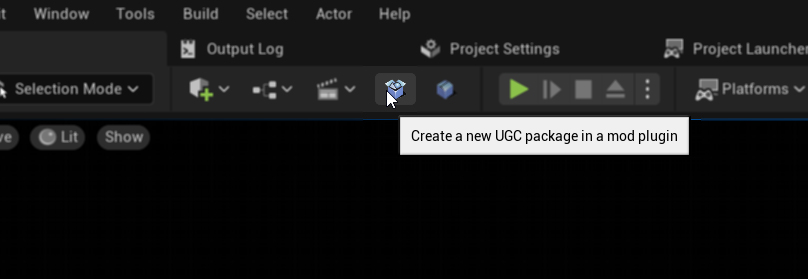 Window Tools Build Select Actor Help
Output Log Project Settings Project Launcher
Selection Mode Platforms
Create a new UGC package in a mod plugin
Lit Show